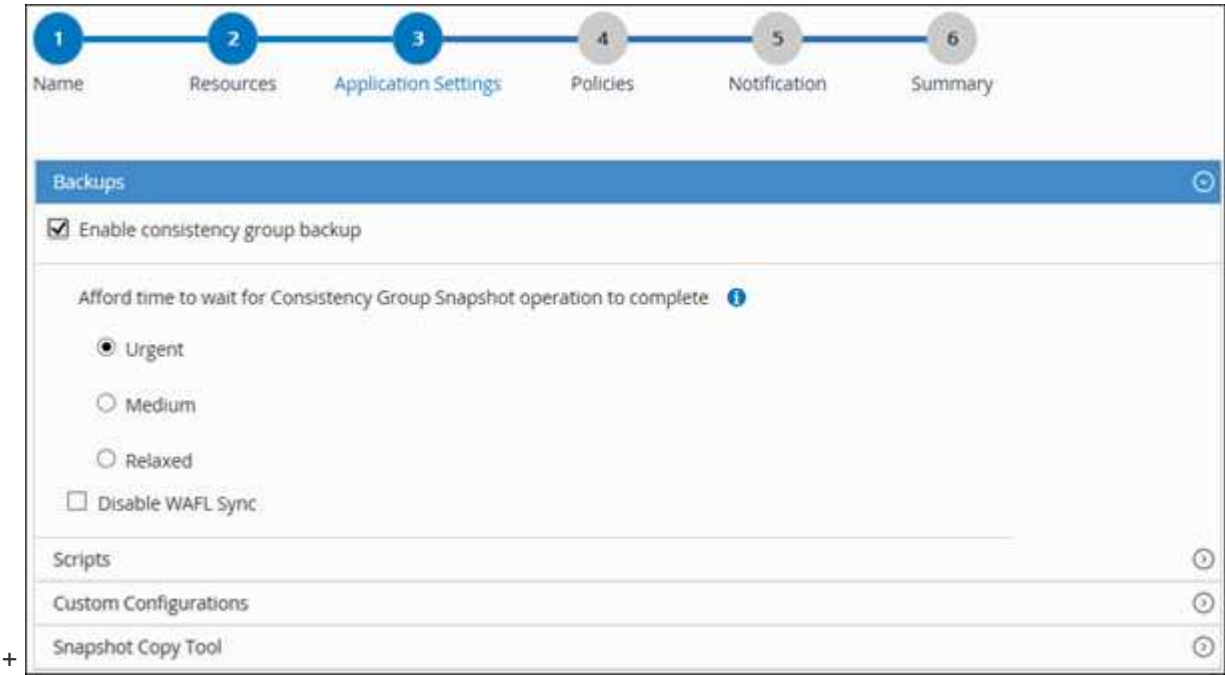 1 2 3 4 5 6
Name Resources Application Settings Policies Notification Summary
Backups
Enable consistency group backup
Afford time to wait for Consistency Group Snapshot operation to complete
Urgent
Medium
Relaxed
Disable WAFL Sync
Scripts
Custom Configurations
Snapshot Copy Tool
+